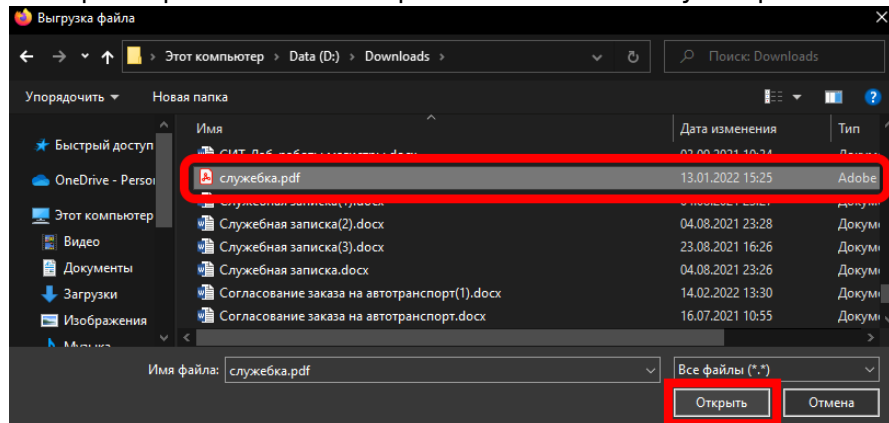 Выгрузка файла
Этот компьютер > Data (D:) > Downloads >
Поиск: Downloads
Упорядочить
Новая папка
Имя
Дата изменения
Тип
Быстрый доступ
служебка.pdf
13.01.2022 15:25
Adobe
OneDrive - Person
Этот компьютер
Служебная записка(2).docx
04.08.2021 23:28
Докум
Видео
Служебная записка(3).docx
23.08.2021 16:26
Докум
Документы
Служебная записка.docx
04.08.2021 23:26
Докум
Загрузки
Согласование заказа на автотранспорт(1).docx
14.02.2022 13:30
Докум
Изображения
Согласование заказа на автотранспорт.docx
16.07.2021 10:55
Докум
Имя файла:
служебка.pdf
Все файлы (*.*)
Открыть
Отмена